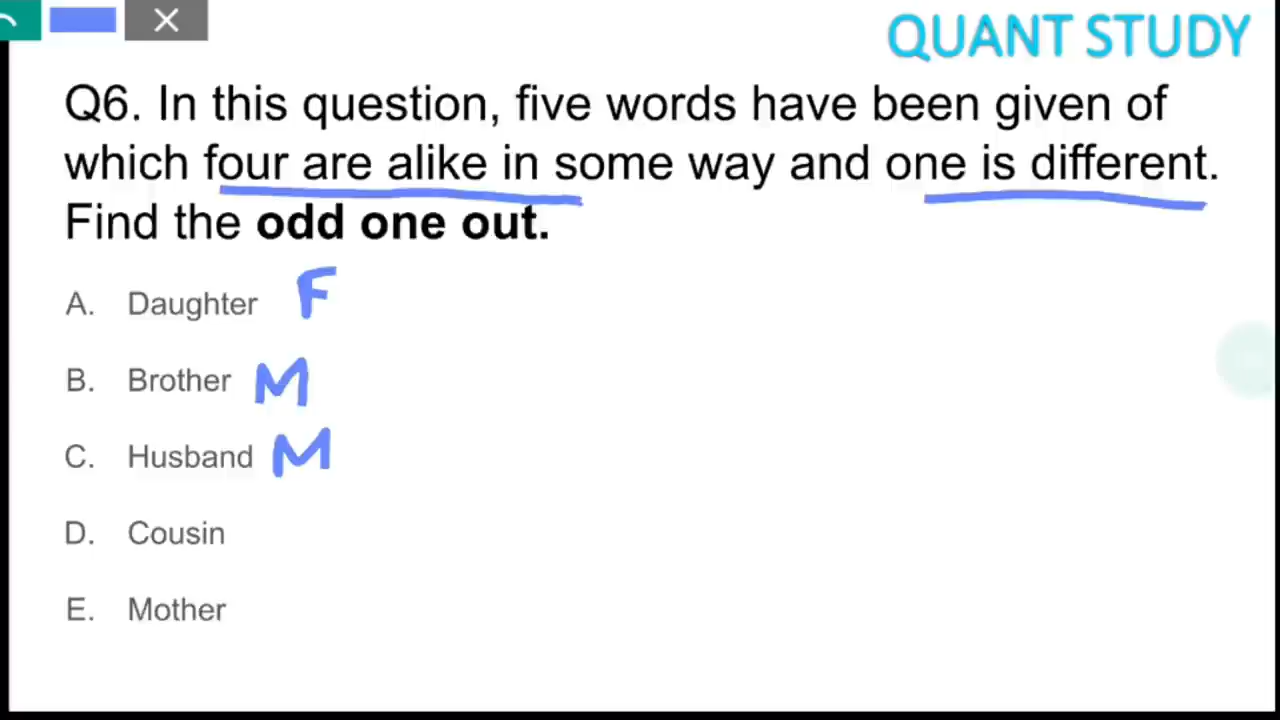 QUANT STUDY
Q6. In this question, five words have been given of
which four are alike in some way and one is different.
Find the odd one out.
A. Daughter F
B. Brother M
C. Husband M
D. Cousin
E. Mother